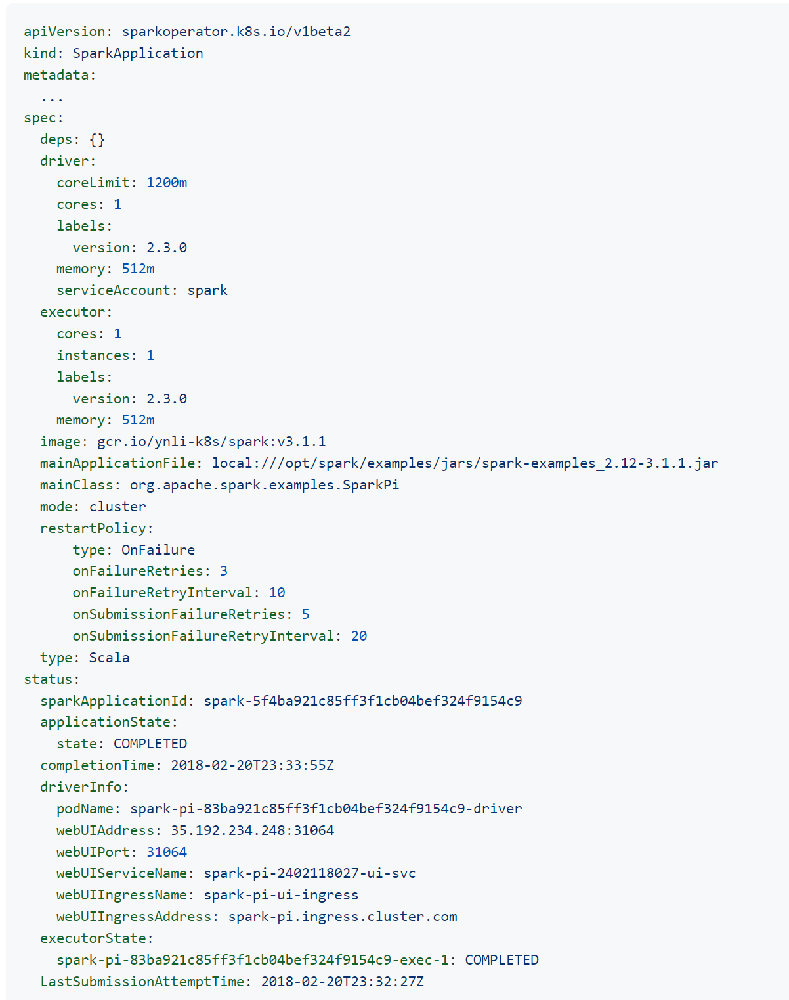 apiVersion: sparkoperator.k8s.io/v1beta2
kind: SparkApplication
metadata:
  ...
spec:
  deps: {}
  driver:
    coreLimit: 1200m
    cores: 1
    labels:
      version: 2.3.0
    memory: 512m
    serviceAccount: spark
  executor:
    cores: 1
    instances: 1
    labels:
      version: 2.3.0
    memory: 512m
  image: gcr.io/ynli-k8s/spark:v3.1.1
  mainApplicationFile: local:///opt/spark/examples/jars/spark-examples_2.12-3.1.1.jar
  mainClass: org.apache.spark.examples.SparkPi
  mode: cluster
  restartPolicy:
      type: OnFailure
      onFailureRetries: 3
      onFailureRetryInterval: 10
      onSubmissionFailureRetries: 5
      onSubmissionFailureRetryInterval: 20
  type: Scala
status:
  sparkApplicationId: spark-5f4ba921c85ff3f1cb04bef324f9154c9
  applicationState:
    state: COMPLETED
  completionTime: 2018-02-20T23:33:55Z
  driverInfo:
    podName: spark-pi-83ba921c85ff3f1cb04bef324f9154c9-driver
    webUIAddress: 35.192.234.248:31064
    webUIPort: 31064
    webUIServiceName: spark-pi-2402118027-ui-svc
    webUIIngressName: spark-pi-ui-ingress
    webUIIngressAddress: spark-pi.ingress.cluster.com
  executorState:
    spark-pi-83ba921c85ff3f1cb04bef324f9154c9-exec-1: COMPLETED
  LastSubmissionAttemptTime: 2018-02-20T23:32:27Z